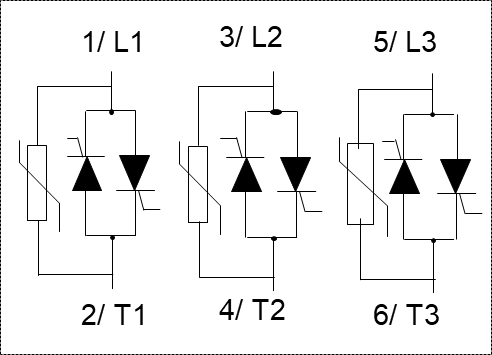 1/ L1 3/ L2 5/ L3
2/ T1 4/ T2 6/ T3